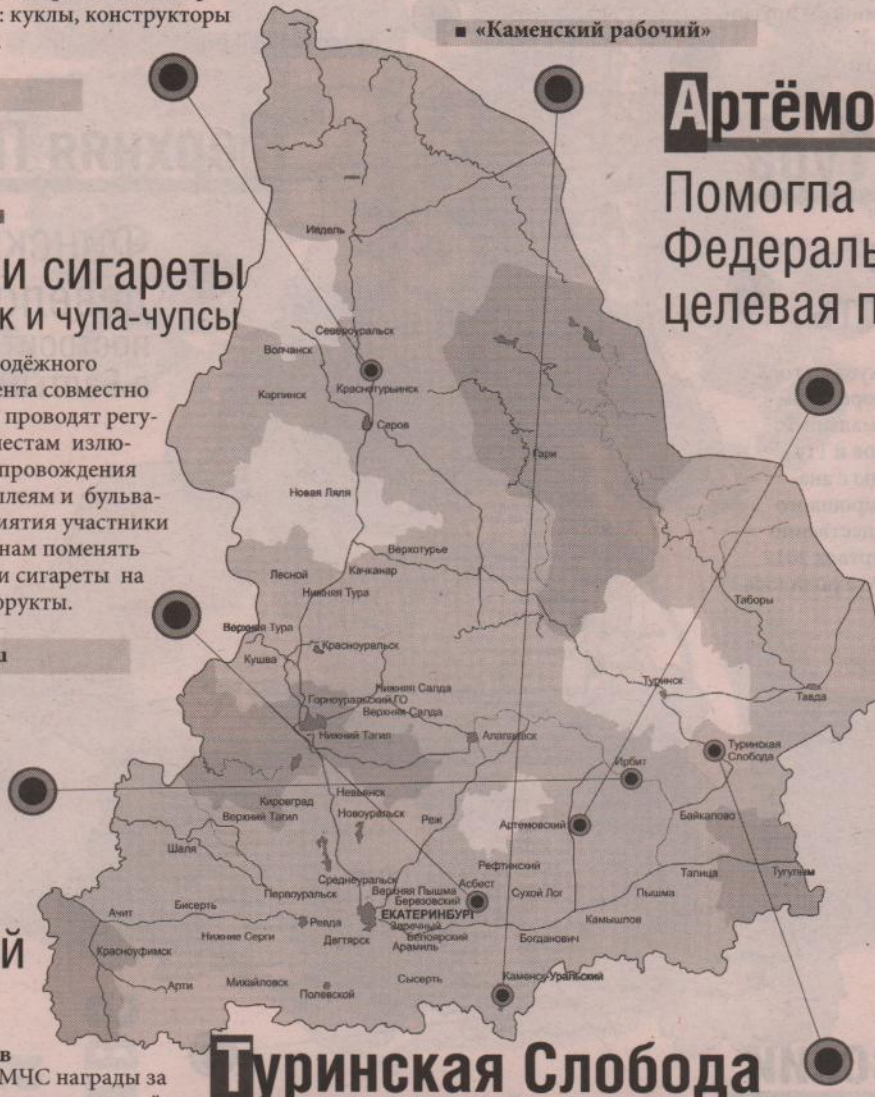 : куклы, конструкторы
■ «Каменский рабочий»
Артёмо
Помогла
Федераль
целевая п
и сигареты
к и чупа-чупсы
одёжного
ента совместно
проводят регу-
местам излю-
провождения
ллеям и бульва-
иятия участники
нам поменять
и сигареты на
фрукты.
й
в
МЧС награды за
Туринская Слобода
Ивдель
Североуральск
Волчанск
Карпинск
Краснотурьинск
Серов
Гари
Новая Ляля
Верхотурье
Лесной
Качканар
Нижняя Тура
Таборы
Верхняя Тура
Красноуральск
Кушва
Туринск
Тавда
Нижняя Салда
Горноуральский ГО
Верхняя Салда
Нижний Тагил
Алапаевск
Туринская
Слобода
Ирбит
Невьянск
Кировград
Верхний Тагил
Новоуральск
Реж
Артемовский
Байкалово
Шаля
Рефтинский
Талица
Тугулым
Среднеуральск
Первоуральск
Верхняя Пышма
Асбест
Березовский
Сухой Лог
Пышма
Ачит
Бисерть
Ревда
ЕКАТЕРИНБУРГ
Заречный
Камышлов
Нижние Серги
Дегтярск
Белоярский
Арамиль
Богданович
Красноуфимск
Арти
Михайловск
Полевской
Сысерть
Каменск-Уральский